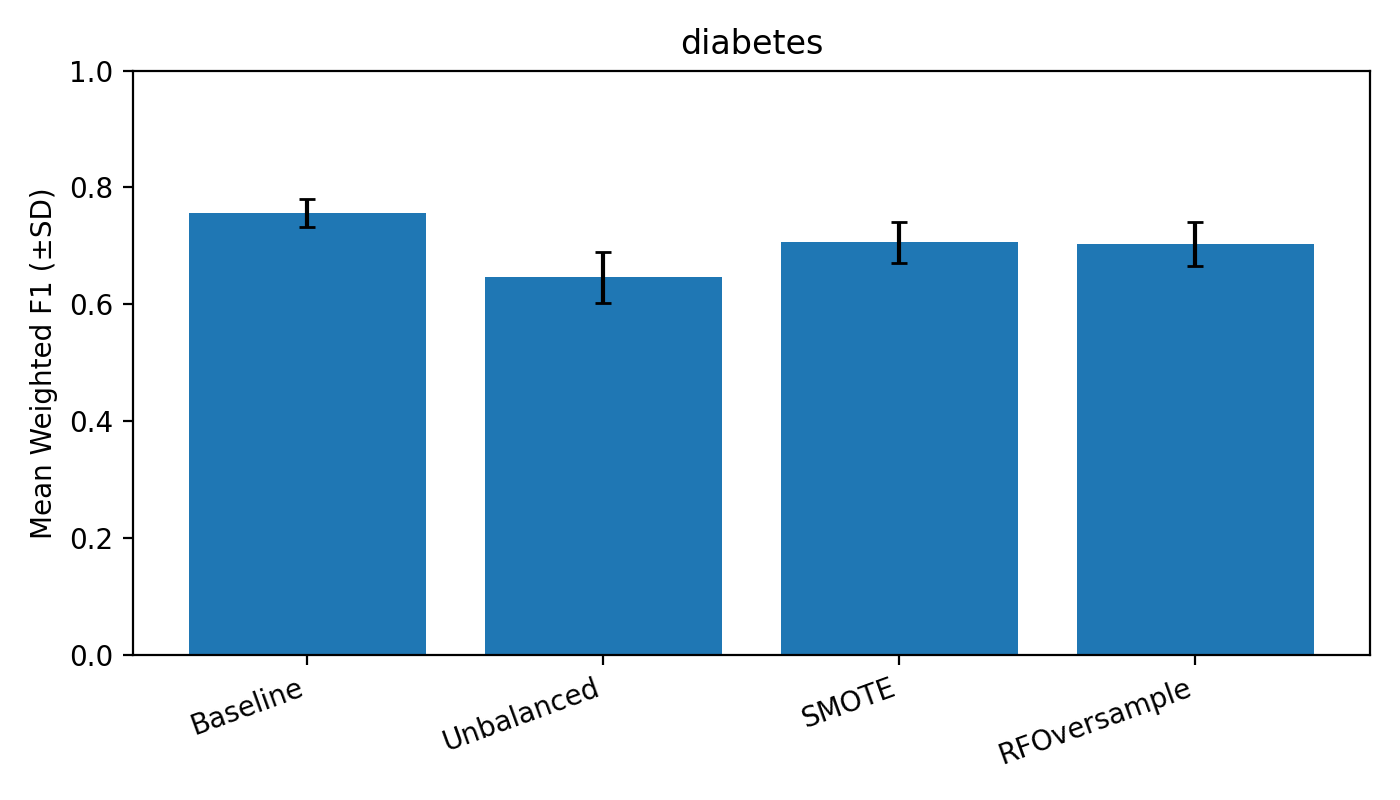 diabetes
Mean Weighted F1 (±SD)
1.0
0.8
0.6
0.4
0.2
0.0
Baseline
Unbalanced
SMOTE
RFOversample